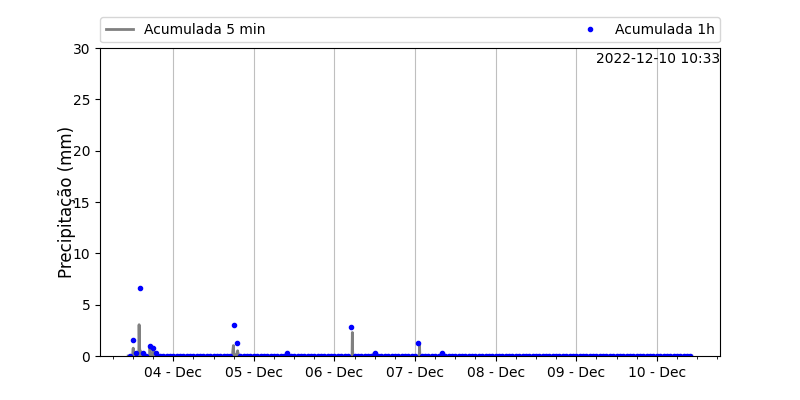 Acumulada 5 min
Acumulada 1h
2022-12-10 10:33
Precipitação (mm)
30
25
20
15
10
5
0
04 - Dec
05 - Dec
06 - Dec
07 - Dec
08 - Dec
09 - Dec
10 - Dec